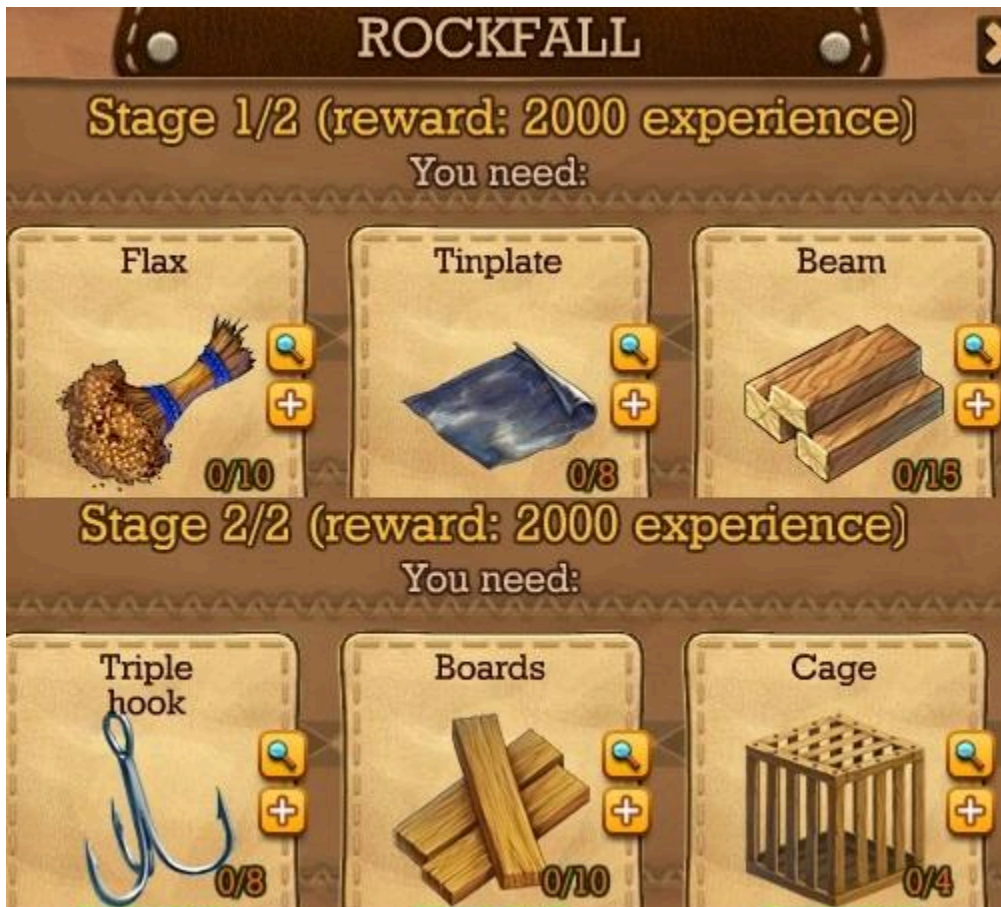 ROCKFALL
Stage 1/2 (reward: 2000 experience)
You need:
Flax
Tinplate
Beam
0/10
0/8
0/15
Stage 2/2 (reward: 2000 experience)
You need:
Triple
hook
Boards
Cage
0/8
0/10
0/4